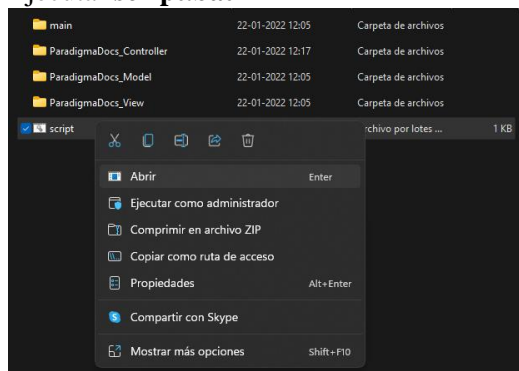 main 22-01-2022 12:05 Carpeta de archivos
ParadigmaDocs_Controller 22-01-2022 12:17 Carpeta de archivos
ParadigmaDocs_Model 22-01-2022 12:05 Carpeta de archivos
ParadigmaDocs_View 22-01-2022 12:05 Carpeta de archivos
script rchivo por lotes ... 1 KB
Abrir Enter
Ejecutar como administrador
Comprimir en archivo ZIP
Copiar como ruta de acceso
Propiedades Alt+Enter
Compartir con Skype
Mostrar más opciones Shift+F10